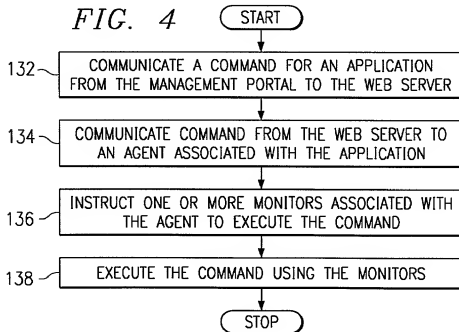 FIG. 4
START
132
COMMUNICATE A COMMAND FOR AN APPLICATION
FROM THE MANAGEMENT PORTAL TO THE WEB SERVER
134
COMMUNICATE COMMAND FROM THE WEB SERVER TO
AN AGENT ASSOCIATED WITH THE APPLICATION
136
INSTRUCT ONE OR MORE MONITORS ASSOCIATED WITH
THE AGENT TO EXECUTE THE COMMAND
138
EXECUTE THE COMMAND USING THE MONITORS
STOP